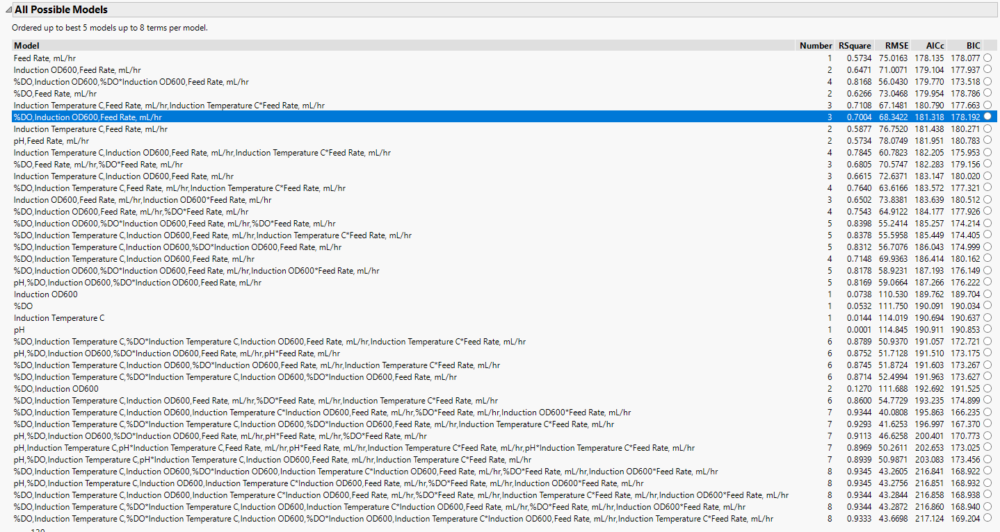 All Possible Models
Ordered up to best 5 models up to 8 terms per model.
Model Number RSquare RMSE AICc BIC
Feed Rate, mL/hr 1 0.5734 75.0163 178.135 178.077
Induction OD600,Feed Rate, mL/hr 2 0.6471 71.0071 179.104 177.937
%DO,Induction OD600,%DO*Induction OD600,Feed Rate, mL/hr 4 0.8168 56.0430 179.770 173.518
%DO,Feed Rate, mL/hr 2 0.6266 73.0468 179.954 178.786
Induction Temperature C,Feed Rate, mL/hr,Induction Temperature C*Feed Rate, mL/hr 3 0.7108 67.1481 180.790 177.663
%DO,Induction OD600,Feed Rate, mL/hr 3 0.7004 68.3422 181.318 178.192
Induction Temperature C,Feed Rate, mL/hr 2 0.5877 76.7520 181.438 180.271
pH,Feed Rate, mL/hr 2 0.5734 78.0749 181.951 180.783
Induction Temperature C,Induction OD600,Feed Rate, mL/hr,Induction Temperature C*Feed Rate, mL/hr 4 0.7845 60.7823 182.205 175.953
%DO,Feed Rate, mL/hr,%DO*Feed Rate, mL/hr 3 0.6805 70.5747 182.283 179.156
Induction Temperature C,Induction OD600,Feed Rate, mL/hr 3 0.6615 72.6371 183.147 180.020
%DO,Induction Temperature C,Feed Rate, mL/hr,Induction Temperature C*Feed Rate, mL/hr 4 0.7640 63.6166 183.572 177.321
Induction OD600,Feed Rate, mL/hr,Induction OD600*Feed Rate, mL/hr 3 0.6502 73.8381 183.639 180.512
%DO,Induction OD600,Feed Rate, mL/hr,%DO*Feed Rate, mL/hr 4 0.7543 64.9122 184.177 177.926
%DO,Induction OD600,%DO*Induction OD600,Feed Rate, mL/hr,%DO*Feed Rate, mL/hr 5 0.8398 55.2414 185.257 174.214
%DO,Induction Temperature C,Induction OD600,Feed Rate, mL/hr,Induction Temperature C*Feed Rate, mL/hr 5 0.8378 55.5958 185.449 174.405
%DO,Induction Temperature C,Induction OD600,%DO*Induction OD600,Feed Rate, mL/hr 5 0.8312 56.7076 186.043 174.999
%DO,Induction Temperature C,Induction OD600,Feed Rate, mL/hr 4 0.7148 69.9363 186.414 180.162
%DO,Induction OD600,%DO*Induction OD600,Feed Rate, mL/hr,Induction OD600*Feed Rate, mL/hr 5 0.8178 58.9231 187.193 176.149
pH,%DO,Induction OD600,%DO*Induction OD600,Feed Rate, mL/hr 5 0.8169 59.0664 187.266 176.222
Induction OD600 1 0.0738 110.530 189.762 189.704
%DO 1 0.0532 111.750 190.091 190.034
Induction Temperature C 1 0.0144 114.019 190.694 190.637
pH 1 0.0001 114.845 190.911 190.853
%DO,Induction Temperature C,%DO*Induction Temperature C,Induction OD600,Feed Rate, mL/hr,Induction Temperature C*Feed Rate, mL/hr 6 0.8789 50.9370 191.057 172.721
pH,%DO,Induction OD600,%DO*Induction OD600,Feed Rate, mL/hr,pH*Feed Rate, mL/hr 6 0.8752 51.7128 191.510 173.175
%DO,Induction Temperature C,Induction OD600,%DO*Induction OD600,Feed Rate, mL/hr,Induction Temperature C*Feed Rate, mL/hr 6 0.8745 51.8724 191.603 173.267
%DO,Induction Temperature C,%DO*Induction Temperature C,Induction OD600,%DO*Induction OD600,Feed Rate, mL/hr 6 0.8714 52.4994 191.963 173.627
%DO,Induction OD600 2 0.1270 111.688 192.692 191.525
%DO,Induction Temperature C,Induction OD600,Feed Rate, mL/hr,%DO*Feed Rate, mL/hr,Induction Temperature C*Feed Rate, mL/hr 6 0.8600 54.7729 193.235 174.899
%DO,Induction Temperature C,Induction OD600,Induction Temperature C*Induction OD600,Feed Rate, mL/hr,%DO*Feed Rate, mL/hr,Induction OD600*Feed Rate, mL/hr 7 0.9344 40.0808 195.863 166.235
%DO,Induction Temperature C,%DO*Induction Temperature C,Induction OD600,%DO*Induction OD600,Feed Rate, mL/hr,Induction Temperature C*Feed Rate, mL/hr 7 0.9293 41.6253 196.997 167.370
pH,%DO,Induction OD600,%DO*Induction OD600,Feed Rate, mL/hr,pH*Feed Rate, mL/hr,%DO*Feed Rate, mL/hr 7 0.9113 46.6258 200.401 170.773
pH,Induction Temperature C,pH*Induction Temperature C,Feed Rate, mL/hr,pH*Feed Rate, mL/hr,Induction Temperature C*Feed Rate, mL/hr,pH*Induction Temperature C*Feed Rate, mL/hr 7 0.8969 50.2611 202.653 173.025
pH,%DO,Induction Temperature C,pH*Induction Temperature C,Induction OD600,Feed Rate, mL/hr,Induction Temperature C*Feed Rate, mL/hr 7 0.8939 50.9871 203.083 173.456
%DO,Induction Temperature C,Induction OD600,%DO*Induction OD600,Induction Temperature C*Induction OD600,Feed Rate, mL/hr,%DO*Feed Rate, mL/hr,Induction OD600*Feed Rate, mL/hr 8 0.9345 43.2605 216.841 168.922
pH,%DO,Induction Temperature C,Induction OD600,Induction Temperature C*Induction OD600,Feed Rate, mL/hr,%DO*Feed Rate, mL/hr,Induction OD600*Feed Rate, mL/hr 8 0.9345 43.2756 216.851 168.932
%DO,Induction Temperature C,Induction OD600,Induction Temperature C*Induction OD600,Feed Rate, mL/hr,%DO*Feed Rate, mL/hr,Induction Temperature C*Feed Rate, mL/hr,Induction OD600*Feed Rate, mL/hr 8 0.9344 43.2844 216.858 168.938
%DO,Induction Temperature C,%DO*Induction Temperature C,Induction OD600,Induction Temperature C*Induction OD600,Feed Rate, mL/hr,%DO*Feed Rate, mL/hr,Induction OD600*Feed Rate, mL/hr 8 0.9344 43.2872 216.860 168.940
%DO,Induction Temperature C,%DO*Induction Temperature C,Induction OD600,%DO*Induction OD600,Induction Temperature C*Induction OD600,Feed Rate, mL/hr,Induction Temperature C*Feed Rate, mL/hr 8 0.9333 43.6698 217.124 169.204